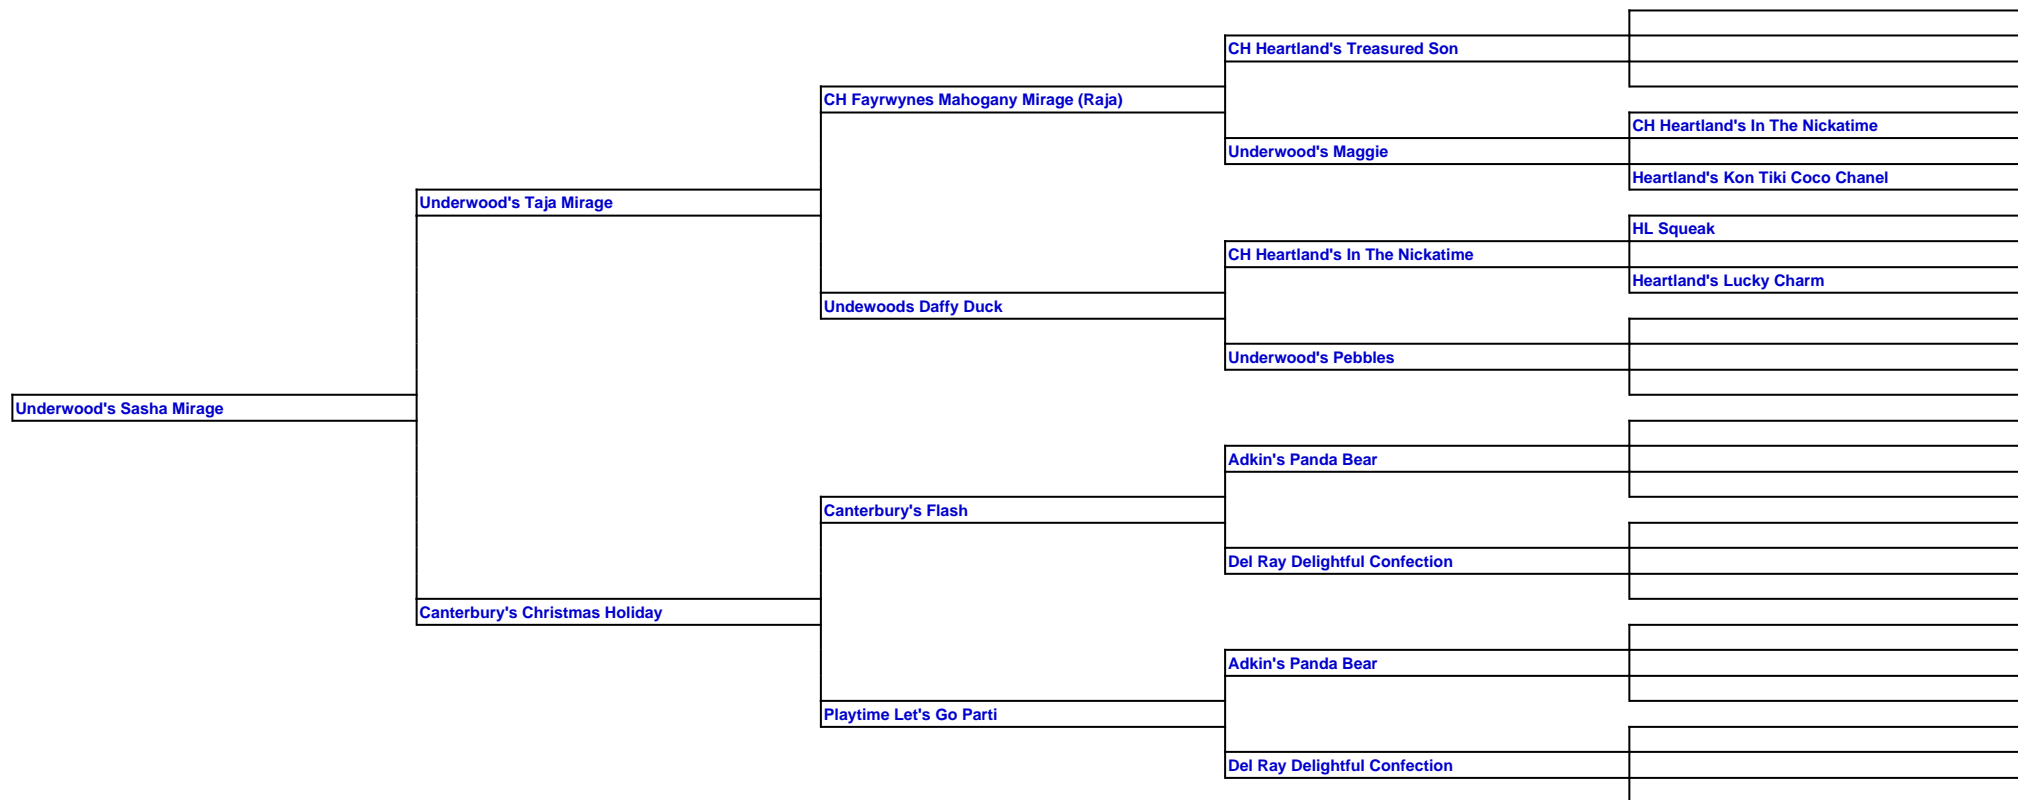 CH Heartland's Treasured Son
CH Fayrwynes Mahogany Mirage (Raja)
CH Heartland's In The Nickatime
Underwood's Maggie
Heartland's Kon Tiki Coco Chanel
Underwood's Taja Mirage
HL Squeak
CH Heartland's In The Nickatime
Heartland's Lucky Charm
Undewoods Daffy Duck
Underwood's Pebbles
Underwood's Sasha Mirage
Adkin's Panda Bear
Canterbury's Flash
Del Ray Delightful Confection
Canterbury's Christmas Holiday
Adkin's Panda Bear
Playtime Let's Go Parti
Del Ray Delightful Confection